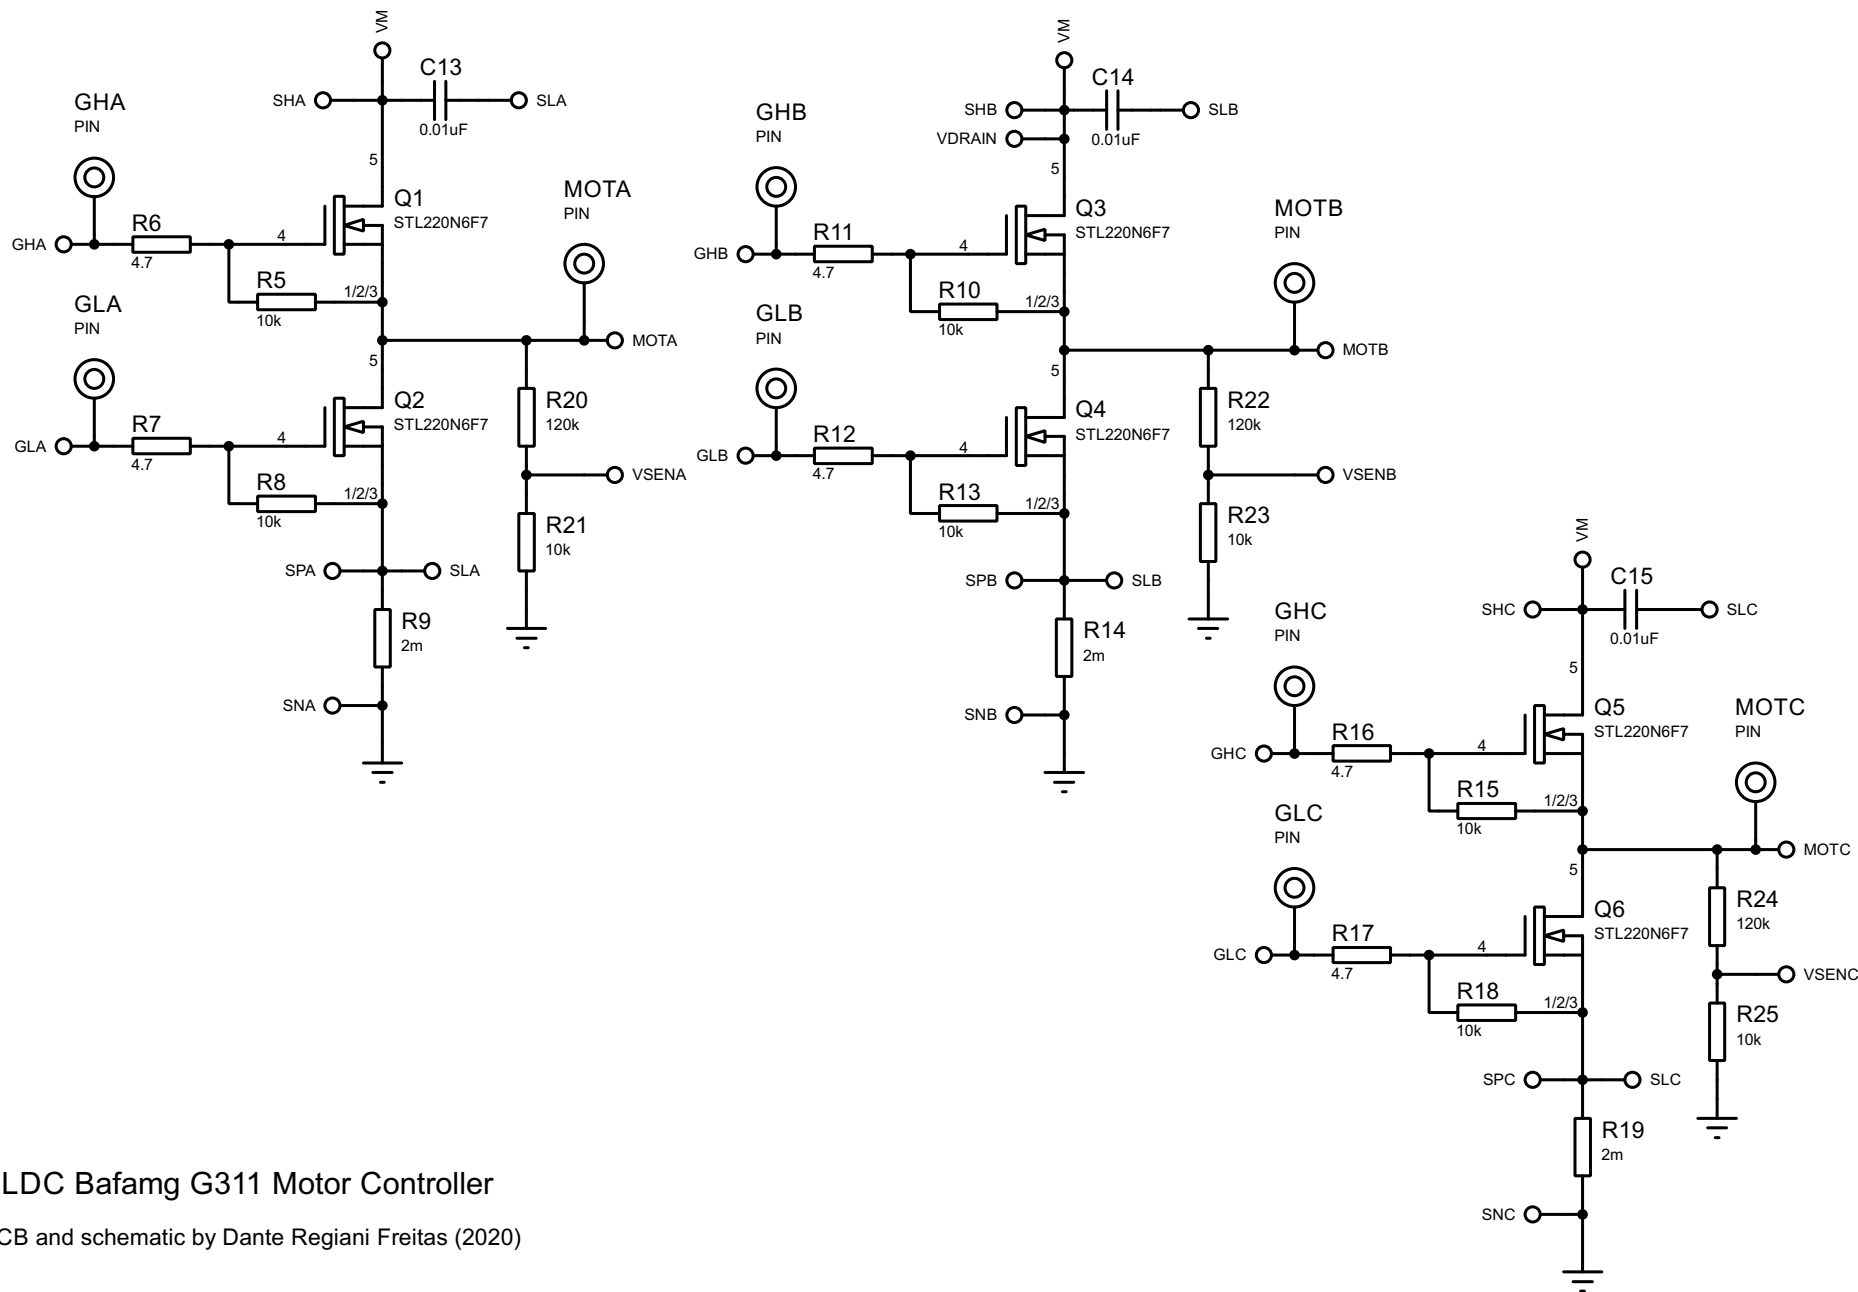 VM
C13
SHA
SLA
0.01uF
GHA
PIN
5
Q1
STL220N6F7
MOTA
PIN
R6
GHA
4
4.7
R5
1/2/3
10k
GLA
PIN
MOTA
5
Q2
STL220N6F7
R20
120k
R7
GLA
4
4.7
R8
1/2/3
10k
VSENA
R21
10k
SPA
SLA
R9
2m
SNA
VM
C14
SHB
SLB
VDRAIN
0.01uF
GHB
PIN
5
Q3
STL220N6F7
MOTB
PIN
R11
GHB
4
4.7
R10
1/2/3
10k
GLB
PIN
MOTB
5
Q4
STL220N6F7
R22
120k
R12
GLB
4
4.7
R13
1/2/3
10k
VSENB
R23
10k
SPB
SLB
R14
2m
SNB
VM
C15
SHC
SLC
0.01uF
GHC
PIN
5
Q5
STL220N6F7
MOTC
PIN
R16
GHC
4
4.7
R15
1/2/3
10k
GLC
PIN
MOTC
5
Q6
STL220N6F7
R24
120k
R17
GLC
4
4.7
R18
1/2/3
10k
VSENC
R25
10k
SPC
SLC
R19
2m
SNC
LDC Bafamg G311 Motor Controller
CB and schematic by Dante Regiani Freitas (2020)